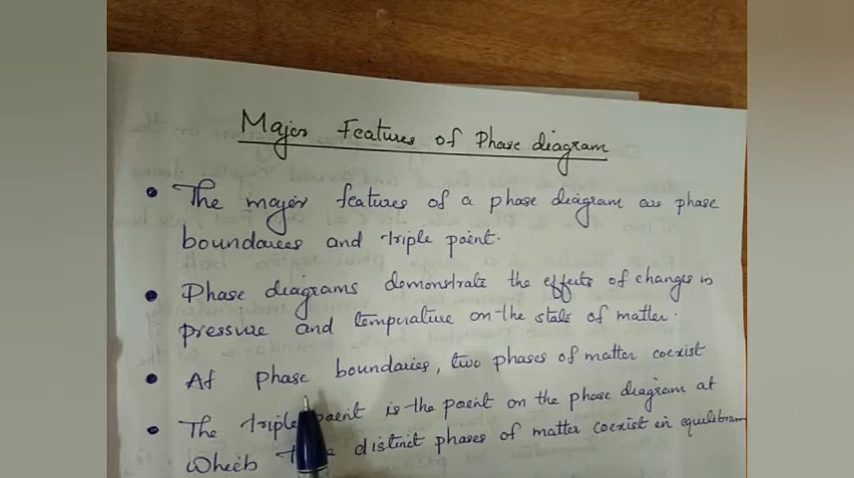 Major Features of Phase diagram
• The major features of a phase diagram are phase
boundaries and triple point.
• Phase diagrams demonstrate the effects of changes in
pressure and temperature on the state of matter.
• At phase boundaries, two phases of matter coexist
• The triple point is the point on the phase diagram at
which distinct phases of matter coexist in equilibrium